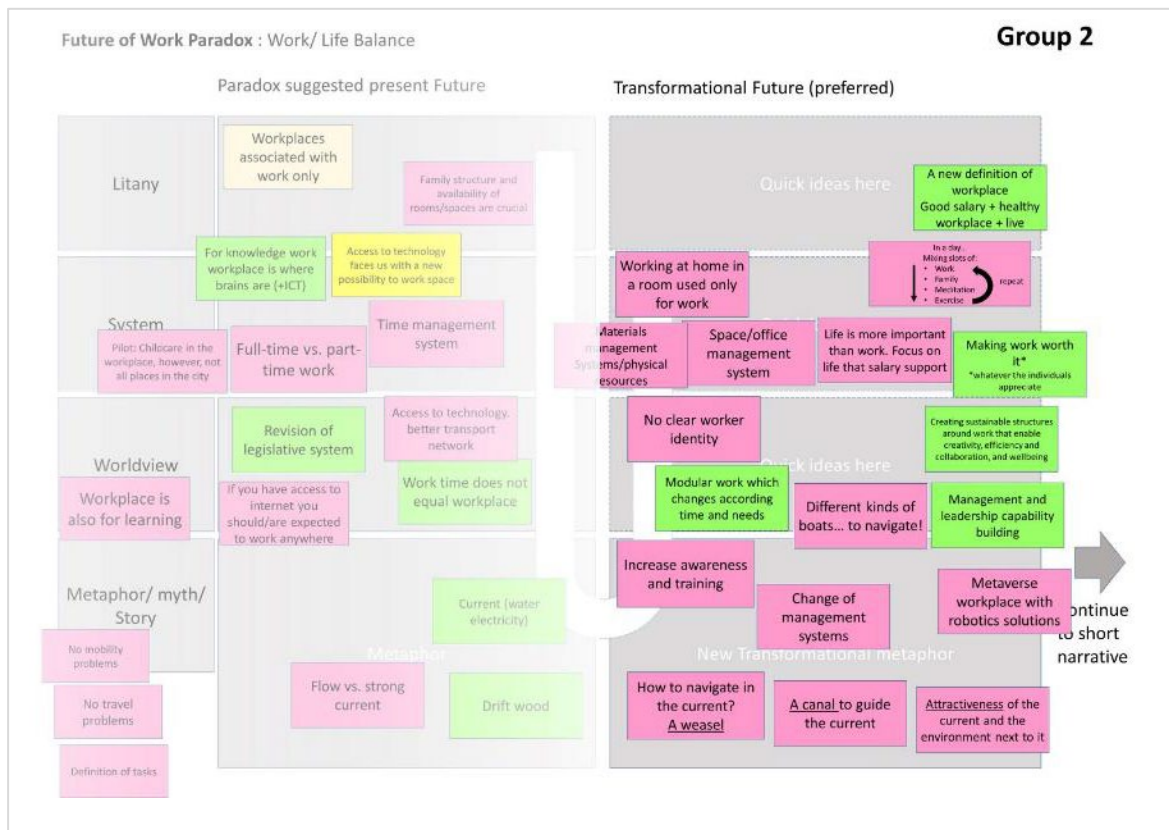 Future of Work Paradox : Work/ Life Balance
Group 2
Paradox suggested present Future
Transformational Future (preferred)
Litany
Workplaces
associated with
work only
Family structure and
availability of
rooms/spaces are crucial
Quick ideas here
A new definition of
workplace
Good salary + healthy
workplace + live
For knowledge work
workplace is where
brains are (+ICT)
Access to technology
faces us with a new
possibility to work space
Working at home in
a room used only
for work
In a day...
Mixing slots of:
• Work
• Family
• Meditation
• Exercise
repeat
System
Pilot: Chilocare in the
workplace, however, not
all places in the city
Full-time vs. part-
time work
Time management
system
Materials
management
Systems/physical
resources
Space/office
management
system
Life is more important
than work. Focus on
life that salary support
Making work worth
it*
*whatever the individuals
appreciate
Worldview
Revision of
legislative system
Access to technology.
better transport
network
No clear worker
identity
Quick ideas here
Creating sustainable structures
around work that enable
creativity, efficiency and
collaboration, and wellbeing
Workplace is
also for learning
If you have access to
internet you
should/are expected
to work anywhere
Work time does not
equal workplace
Modular work which
changes according
time and needs
Different kinds of
boats... to navigate!
Management and
leadership capability
building
Metaphor/ myth/
Story
Current (water
electricity)
Increase awareness
and training
Change of
management
systems
Metaverse
workplace with
robotics solutions
ontinue
to short
narrative
No mobility
problems
No travel
problems
Definition of tasks
Metaphor
Flow vs. strong
current
Drift wood
New Transformational metaphor
How to navigate in
the current?
A weasel
A canal to guide
the current
Attractiveness of the
current and the
environment next to it